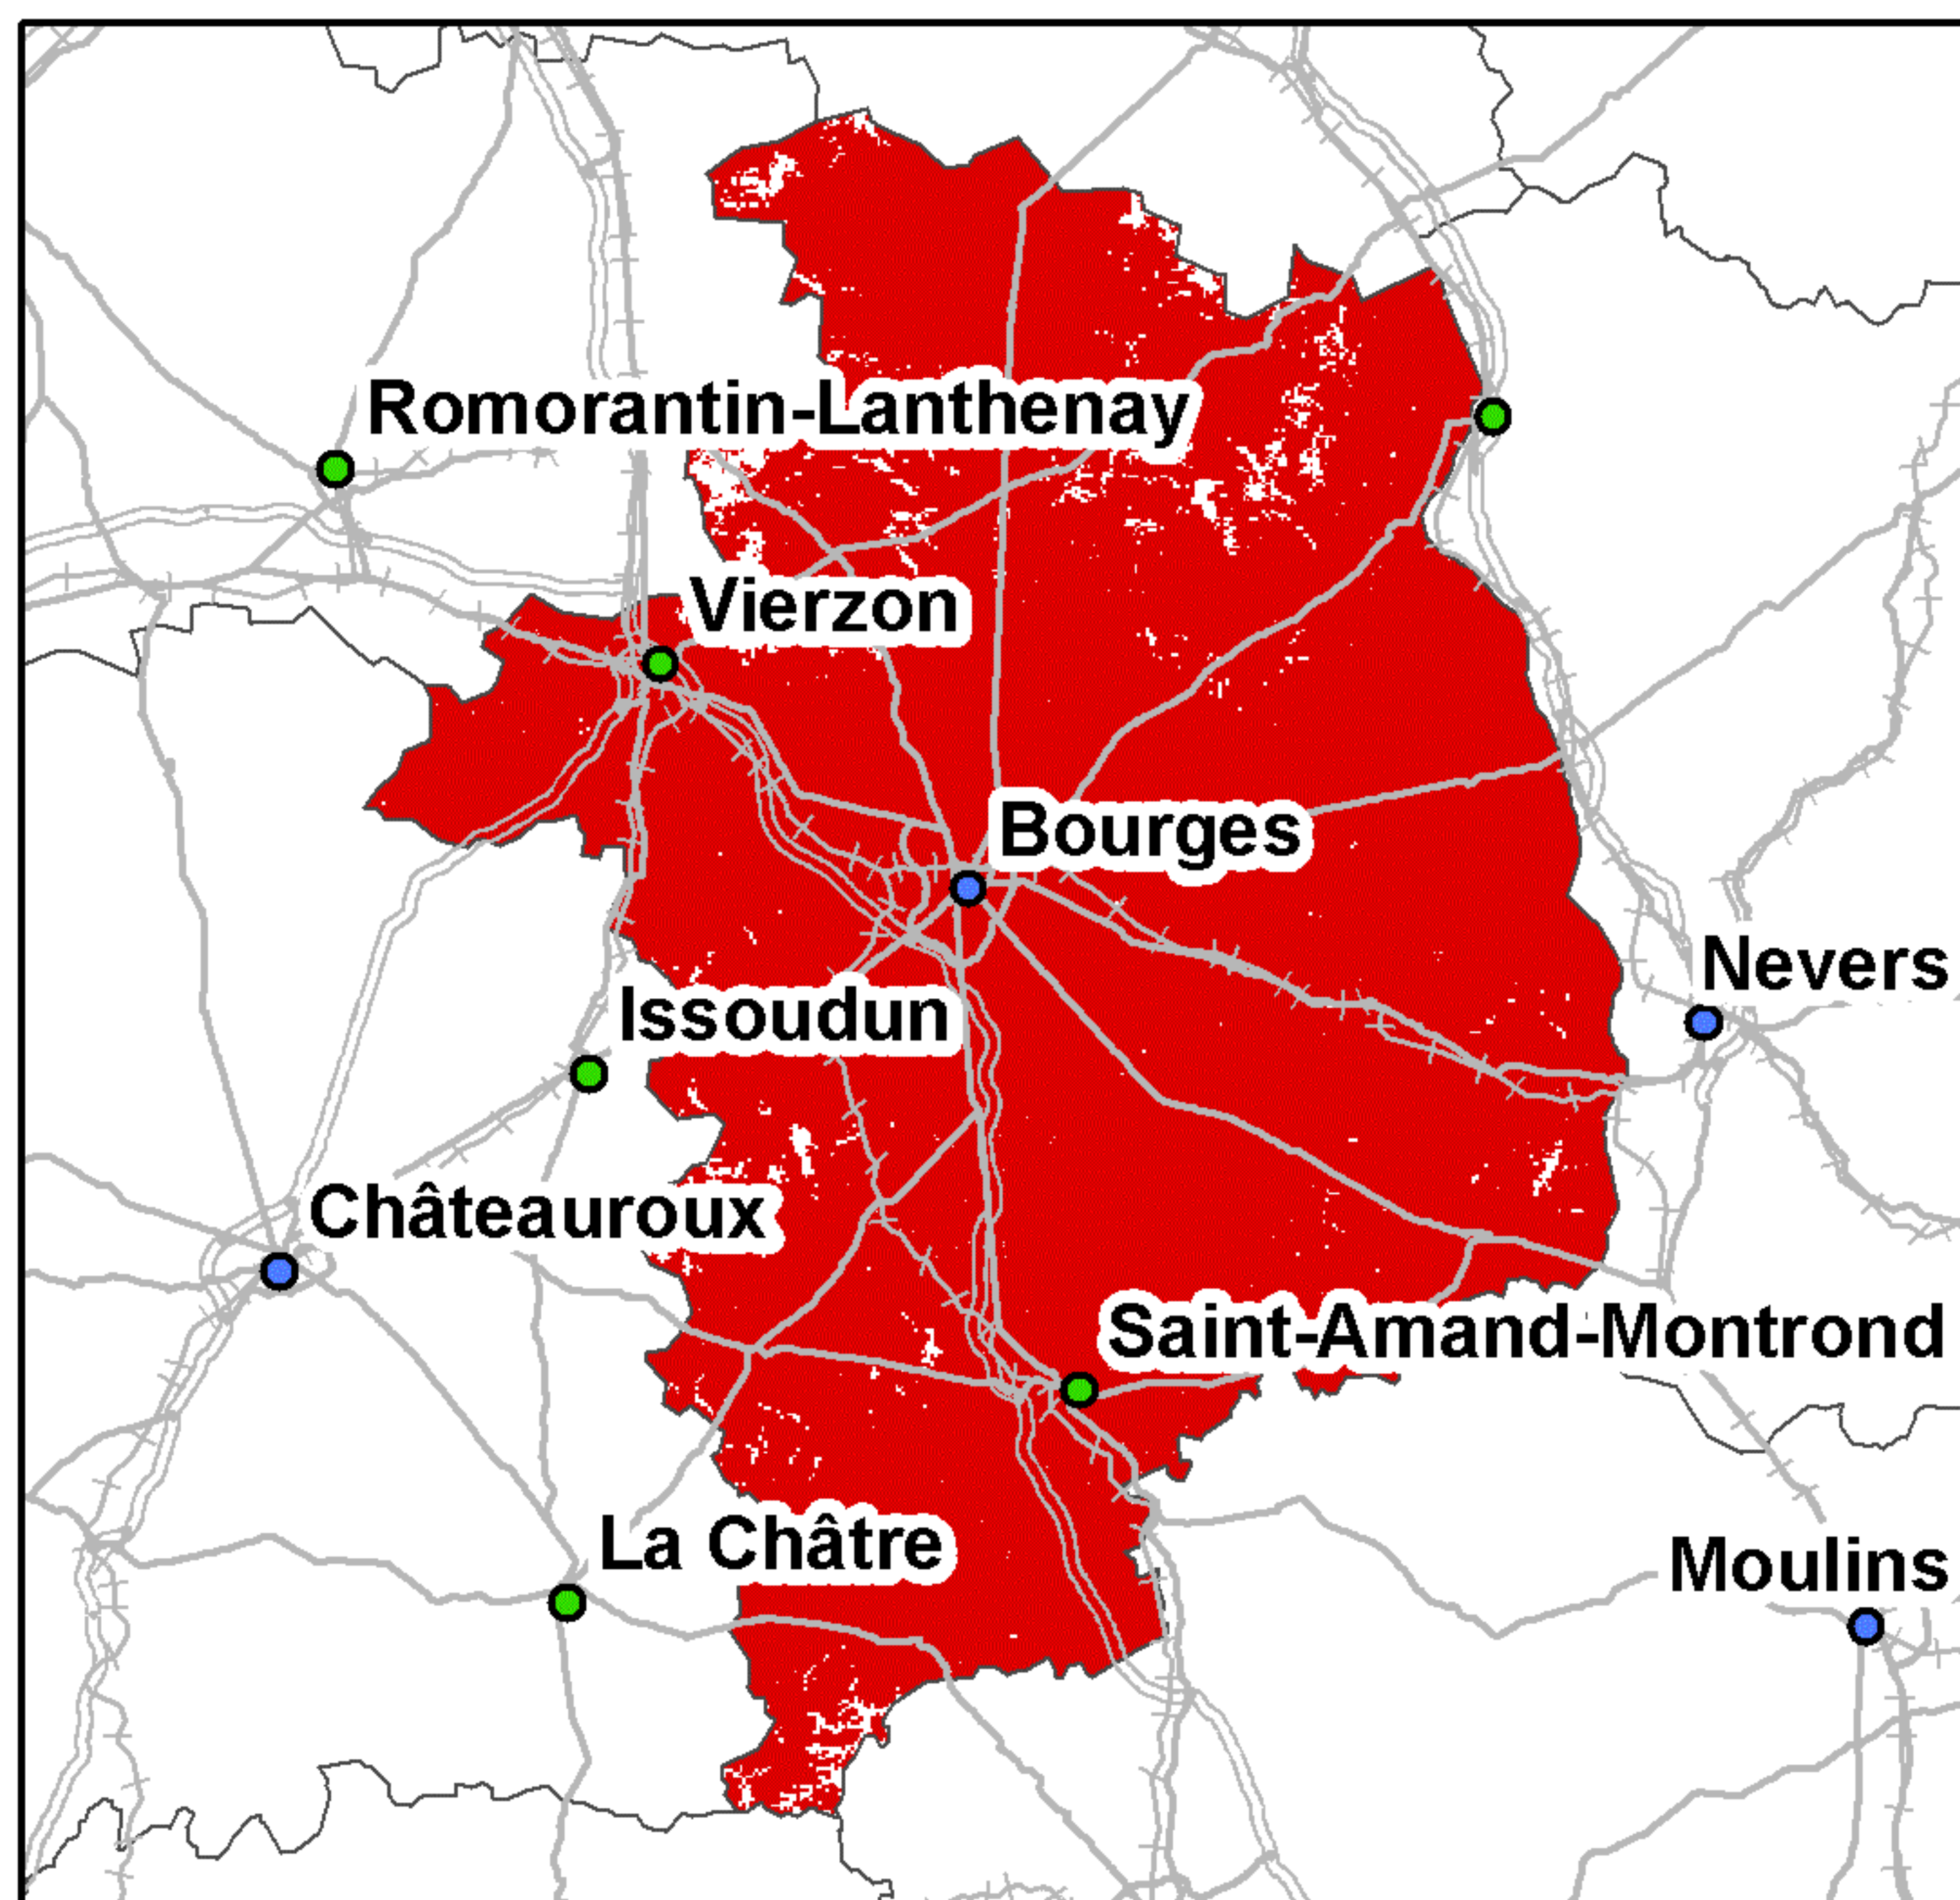 Romorantin-Lanthenay
Vierzon
Bourges
Nevers
Issoudun
Châteauroux
Saint-Amand-Montrond
La Châtre
Moulins